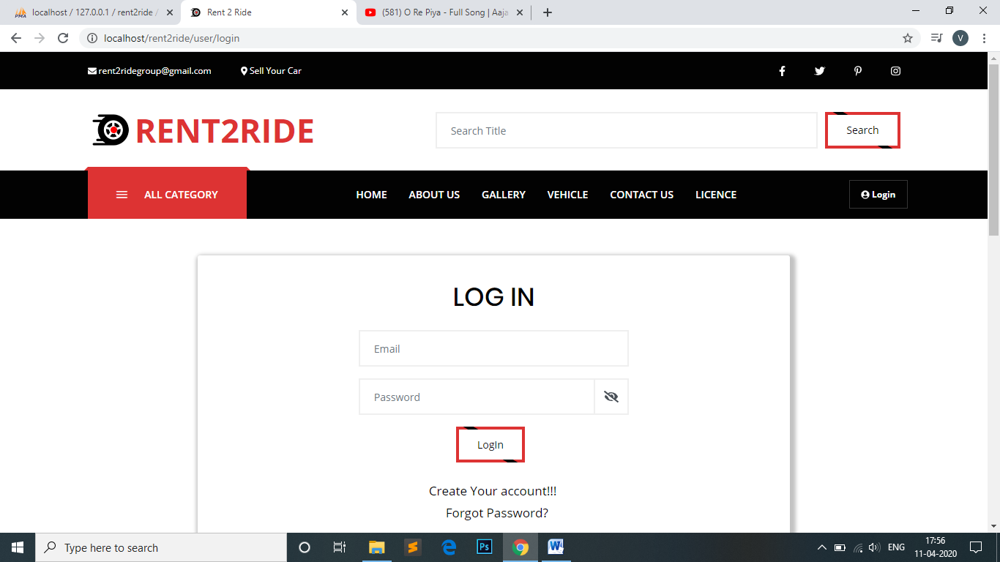 localhost / 127.0.0.1 / rent2ride /
Rent 2 Ride
(581) O Re Piya - Full Song | Aaja
localhost/rent2ride/user/login
V
rent2ridegroup@gmail.com
Sell Your Car
RENT2RIDE
Search Title
Search
ALL CATEGORY
HOME
ABOUT US
GALLERY
VEHICLE
CONTACT US
LICENCE
Login
LOG IN
Email
Password
LogIn
Create Your account!!!
Forgot Password?
Type here to search
Ps
W
ENG
17:56
11-04-2020